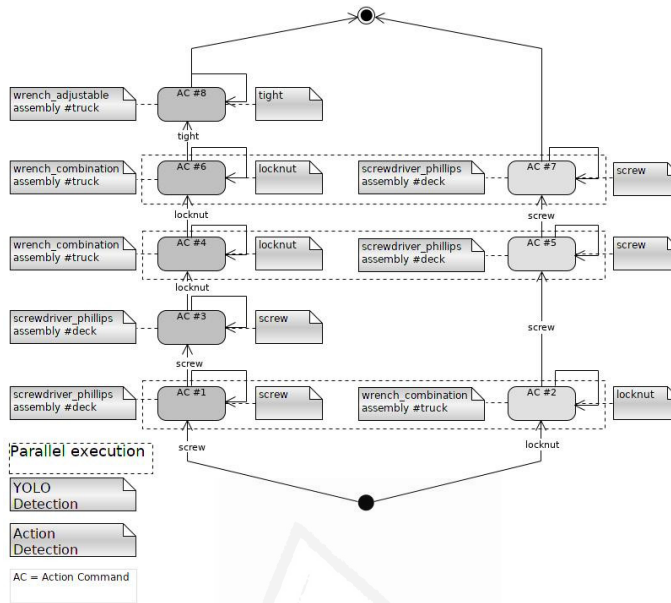 wrench_adjustable
assembly #truck
AC #8
tight
tight
wrench_combination
assembly #truck
AC #6
locknut
screwdriver_phillips
assembly #deck
AC #7
screw
locknut
screw
wrench_combination
assembly #truck
AC #4
locknut
screwdriver_phillips
assembly #deck
AC #5
screw
locknut
screwdriver_phillips
assembly #deck
AC #3
screw
screw
screw
screwdriver_phillips
assembly #deck
AC #1
screw
wrench_combination
assembly #truck
AC #2
locknut
screw
locknut
Parallel execution
YOLO
Detection
Action
Detection
AC = Action Command